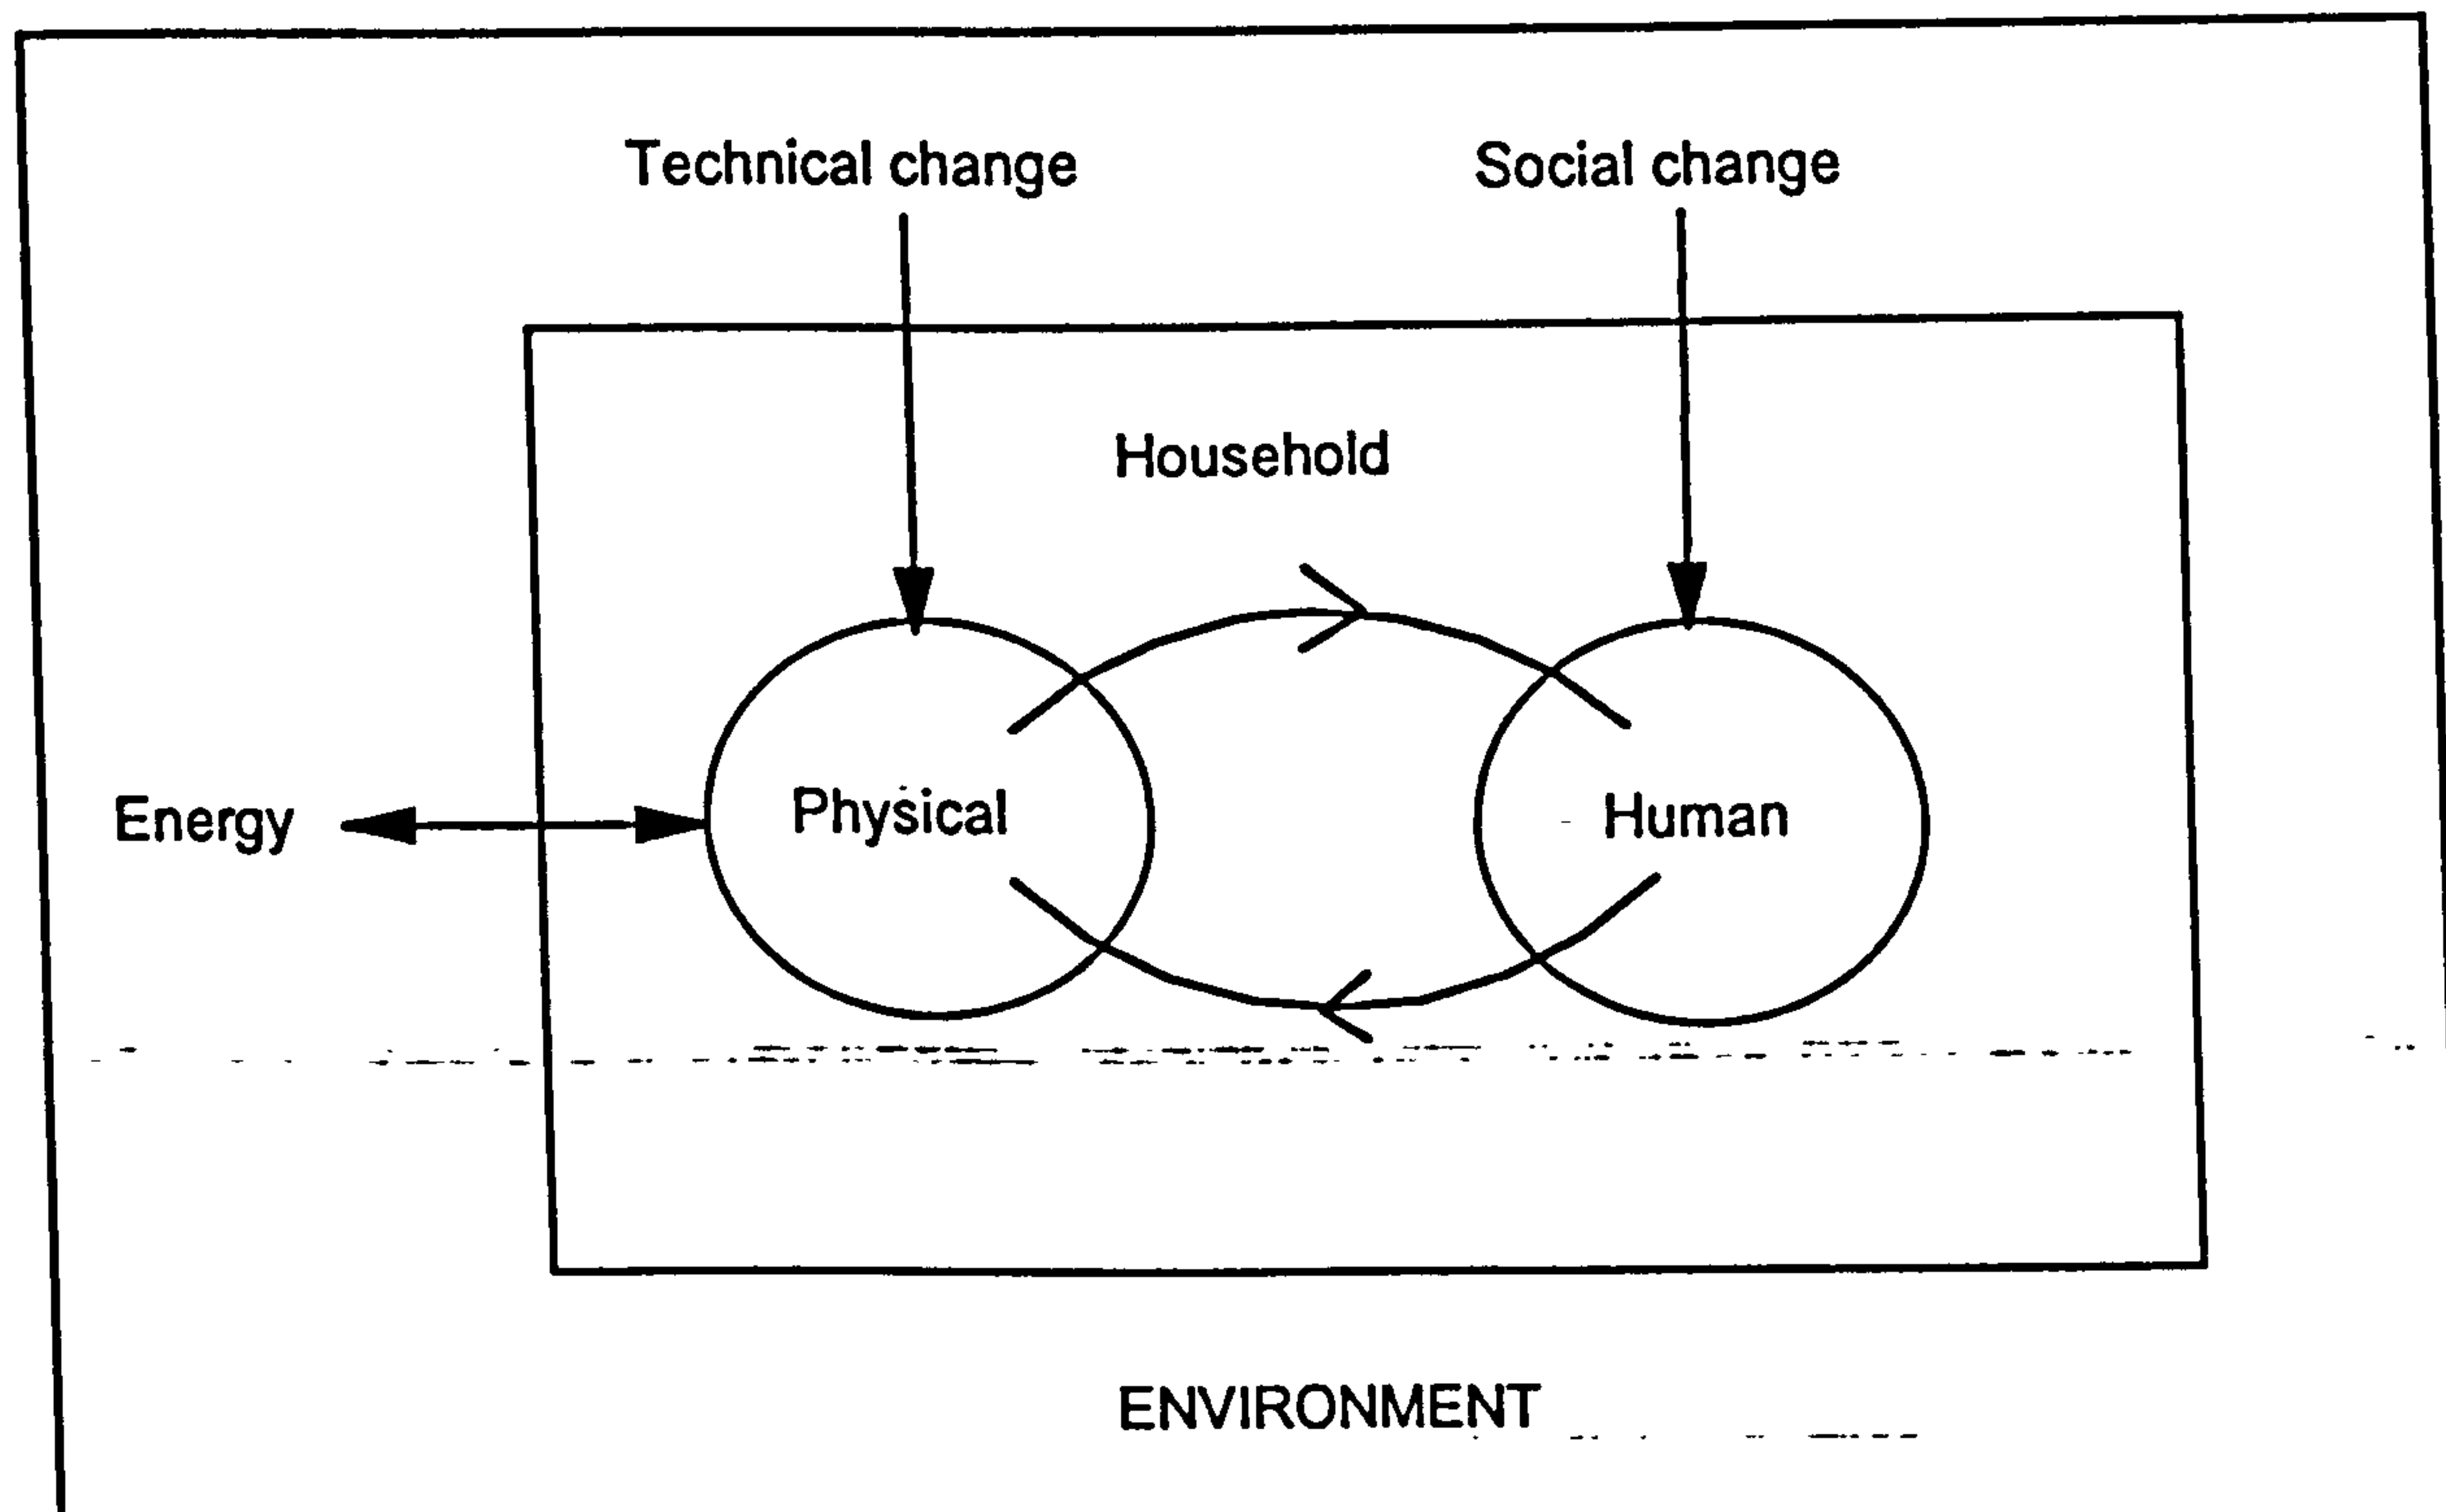 Technical change
Social change
Household
Energy
Physical
Human
ENVIRONMENT